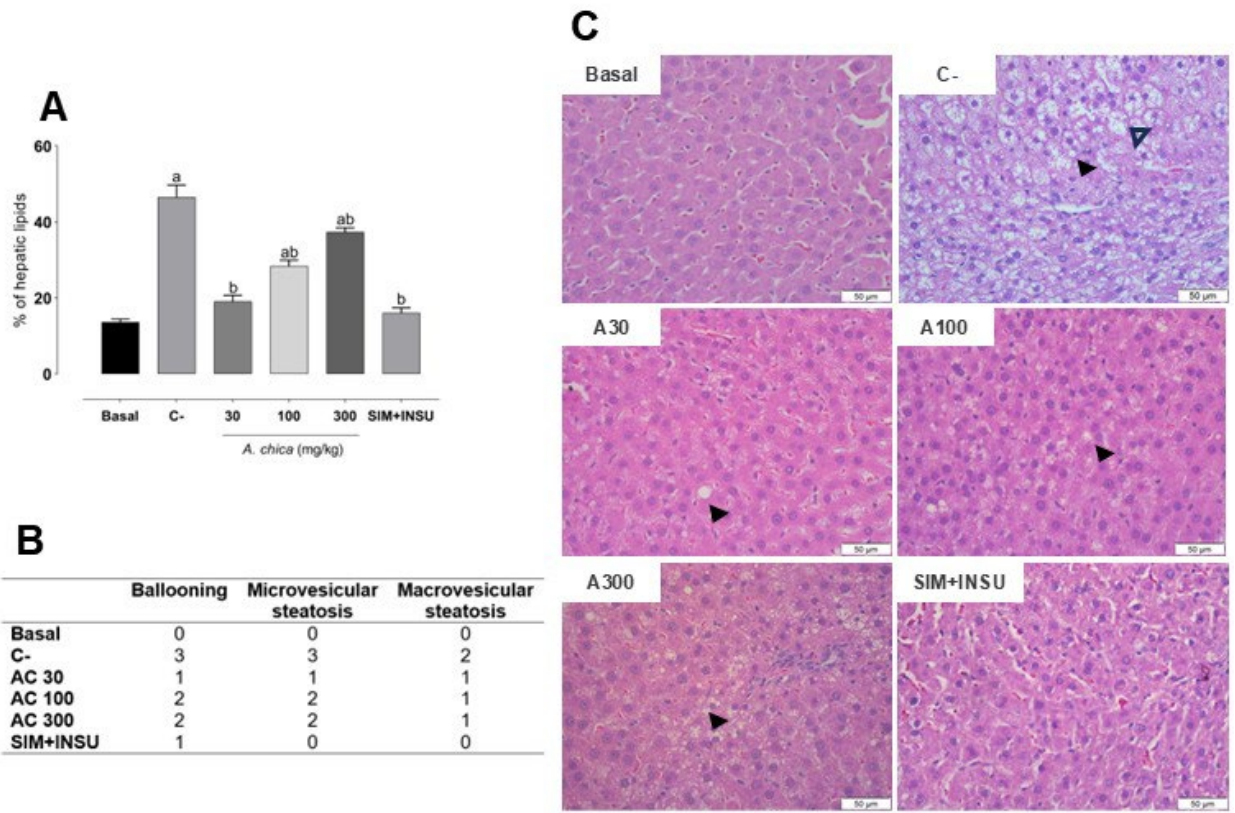 A
60
40
20
0
% of hepatic lipids
a
b
ab
ab
b
Basal C- 30 100 300 SIM+INSU
A. chica (mg/kg)
B
Ballooning Microvesicular steatosis Macrovesicular steatosis
Basal 0 0 0
C- 3 3 2
AC 30 1 1 1
AC 100 2 2 1
AC 300 2 2 1
SIM+INSU 1 0 0
C
Basal
50 µm
C-
50 µm
A30
50 µm
A100
50 µm
A300
50 µm
SIM+INSU
50 µm